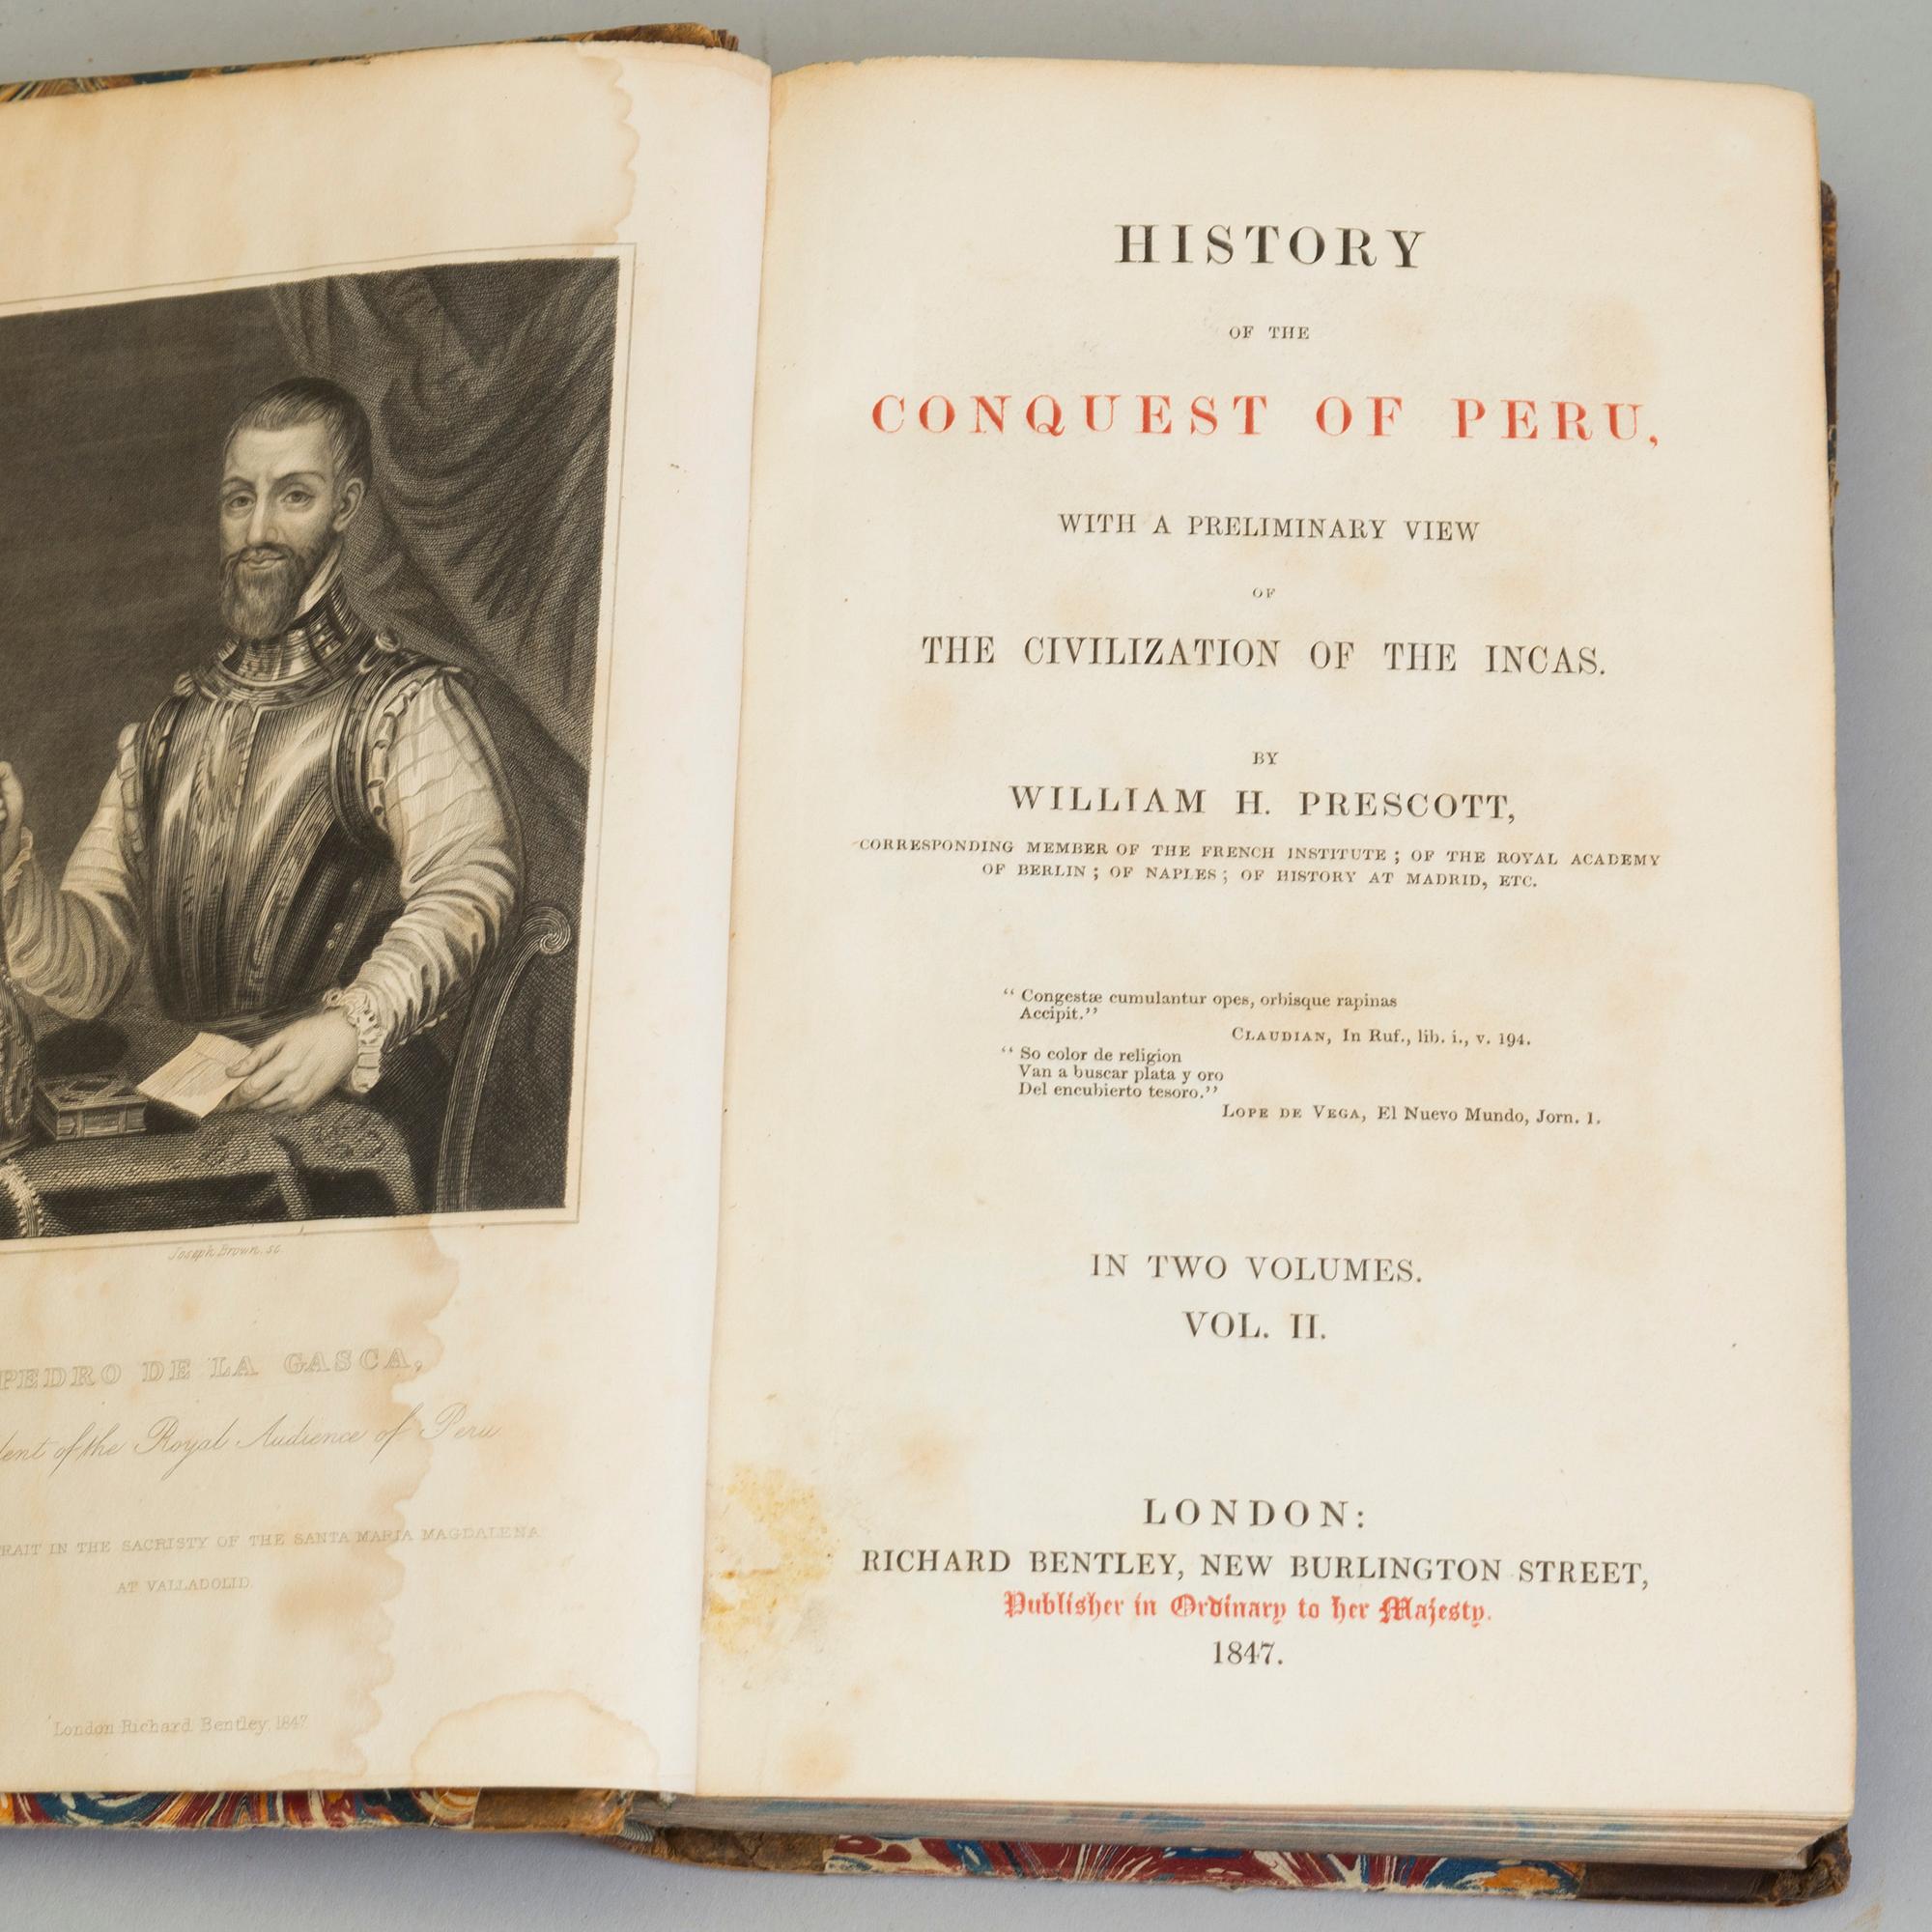 Joseph Brown. sc.
PEDRO DE LA GASCA,
of the Royal Audience of Peru
IN THE SACRISTY OF THE SANTA MARIA MAGDALENA
AT VALLADOLID.
London. Richard Bentley. 1847.
HISTORY
OF THE
CONQUEST OF PERU,
WITH A PRELIMINARY VIEW
OF
THE CIVILIZATION OF THE INCAS.
BY
WILLIAM H. PRESCOTT,
CORRESPONDING MEMBER OF THE FRENCH INSTITUTE; OF THE ROYAL ACADEMY
OF BERLIN; OF NAPLES; OF HISTORY AT MADRID, ETC.
“Congestæ cumulantur opes, orbisque rapinas
Accipit.”
CLAUDIAN, In Ruf., lib. i., v. 194.
“So color de religion
Van a buscar plata y oro
Del encubierto tesoro.”
LOPE DE VEGA, El Nuevo Mundo, Jorn. 1.
IN TWO VOLUMES.
VOL. II.
LONDON:
RICHARD BENTLEY, NEW BURLINGTON STREET,
Publisher in Ordinary to her Majesty.
1847.